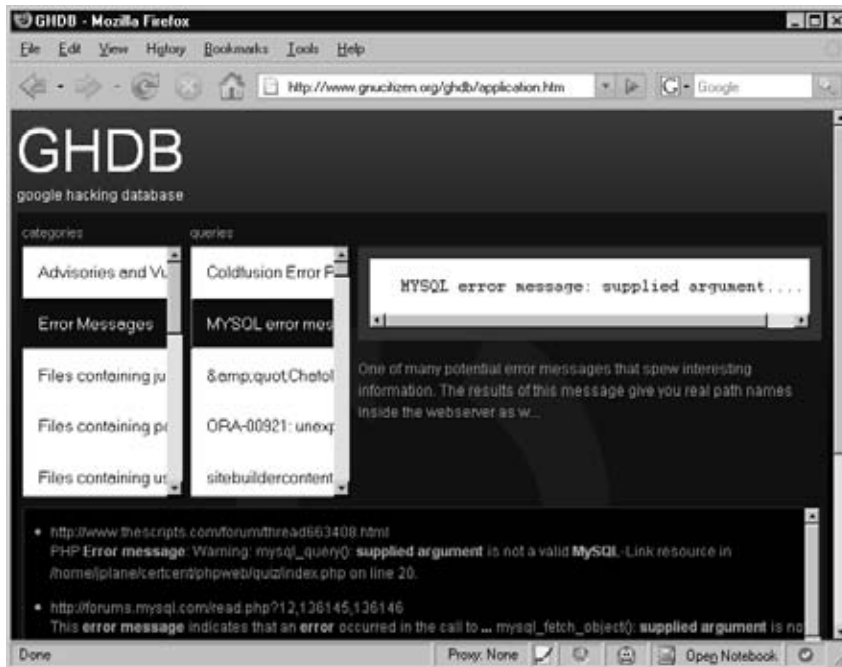 GHDB - Mozilla Firefox
File Edit View History Bookmarks Tools Help
http://www.gnucitizen.org/ghdb/application.htm
G Google
GHDB
google hacking database
categories queries
Advisories and Vu
Error Messages
Files containing ju
Files containing pa
Files containing us
Coldfusion Error P
MYSQL error mes
&amp;quot;Chatol
ORA-00921: unexp
sitebuildercontent
MYSQL error message: supplied argument....
One of many potential error messages that spew interesting
information. The results of this message give you real path names
inside the webserver as w...
http://www.thescripts.com/forum/thread663408.html
PHP Error message: Warning: mysql_query(): supplied argument is not a valid MySQL-Link resource in
/home/jplane/certcent/phpweb/quiz/index.php on line 20.
http://forums.mysql.com/read.php?12,136145,136146
This error message indicates that an error occurred in the call to ... mysql_fetch_object(): supplied argument is no
Done Proxy: None Open Notebook